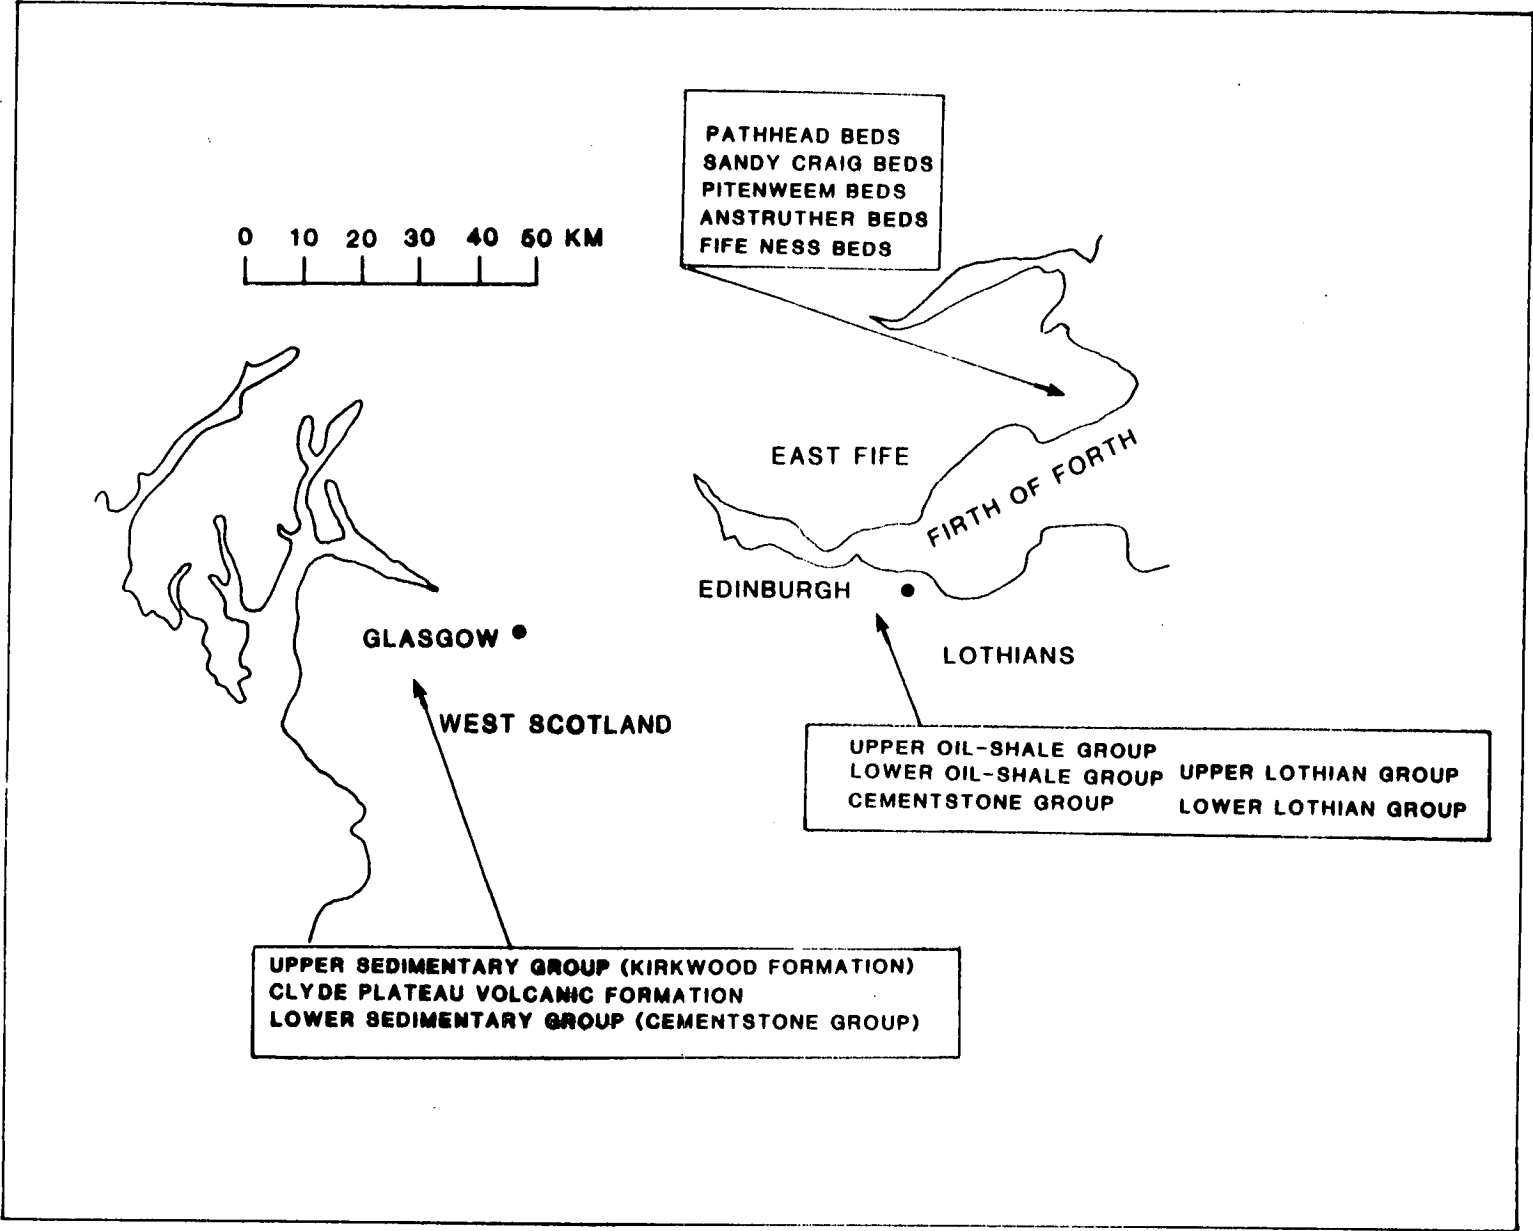 PATHHEAD BEDS
SANDY CRAIG BEDS
PITENWEEM BEDS
ANSTRUTHER BEDS
FIFE NESS BEDS
0 10 20 30 40 50 KM
EAST FIFE
FIRTH OF FORTH
EDINBURGH
GLASGOW
LOTHIANS
WEST SCOTLAND
UPPER OIL-SHALE GROUP
LOWER OIL-SHALE GROUP UPPER LOTHIAN GROUP
CEMENTSTONE GROUP LOWER LOTHIAN GROUP
UPPER SEDIMENTARY GROUP (KIRKWOOD FORMATION)
CLYDE PLATEAU VOLCANIC FORMATION
LOWER SEDIMENTARY GROUP (CEMENTSTONE GROUP)